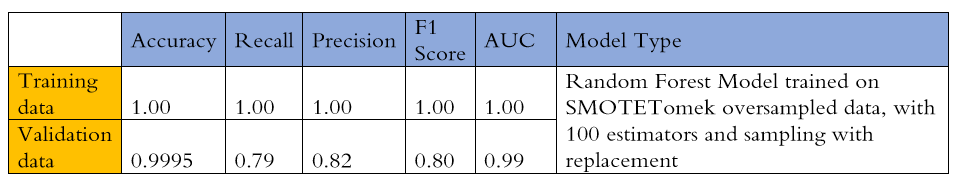 Accuracy Recall Precision F1 Score AUC Model Type
Training data 1.00 1.00 1.00 1.00 1.00
Validation data 0.9995 0.79 0.82 0.80 0.99
Random Forest Model trained on
SMOTETomek oversampled data, with
100 estimators and sampling with
replacement